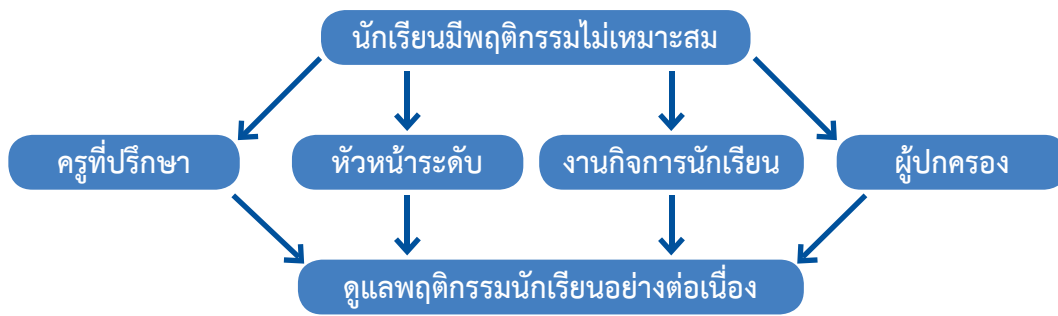 นักเรียนมีพฤติกรรมไม่เหมาะสม
ครูที่ปรึกษา
หัวหน้าระดับ
งานกิจการนักเรียน
ผู้ปกครอง
ดูแลพฤติกรรมนักเรียนอย่างต่อเนื่อง